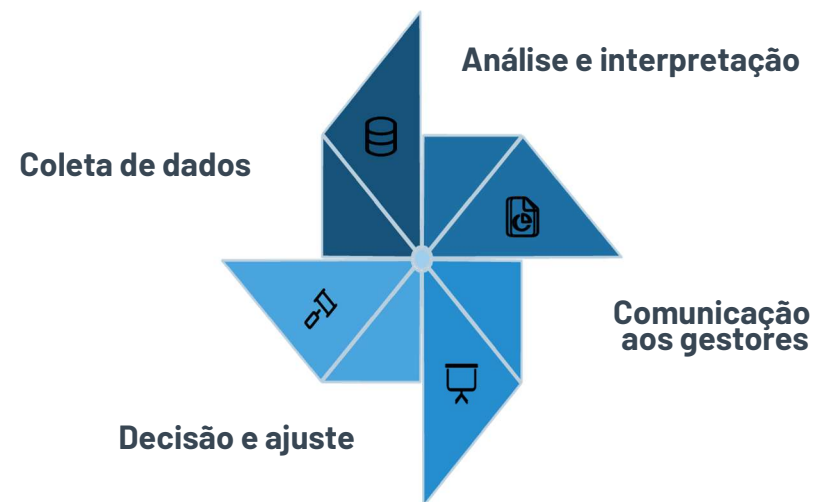 Análise e interpretação
Coleta de dados
Comunicação
aos gestores
Decisão e ajuste